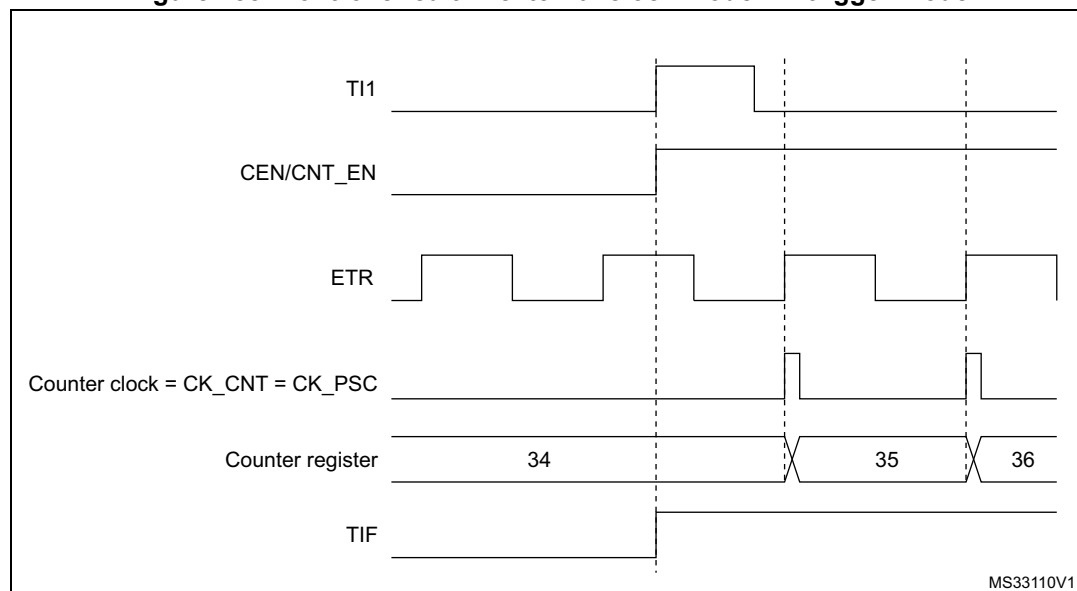 TI1
CEN/CNT_EN
ETR
Counter clock = CK_CNT = CK_PSC
Counter register 34 35 36
TIF
MS33110V1